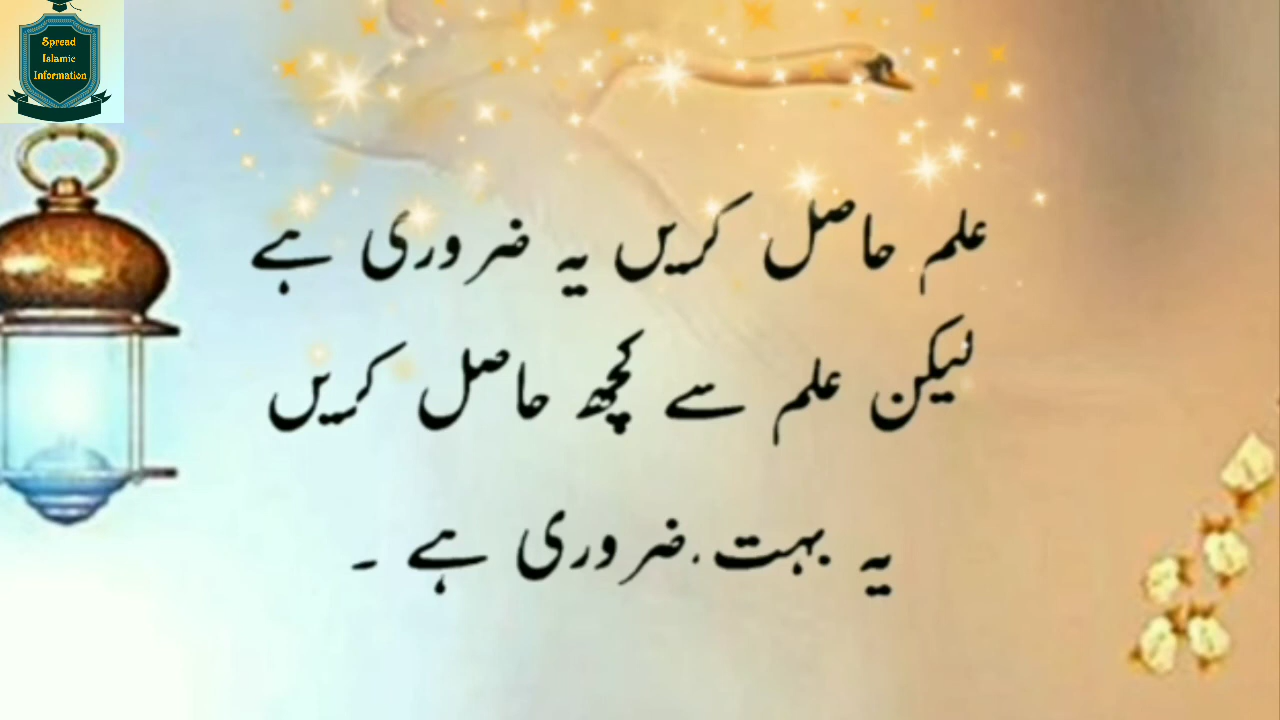 Spread
Islamic
Information
علم حاصل کریں یہ ضروری ہے
لیکن علم سے کچھ حاصل کریں
یہ بہت ضروری ہے ۔